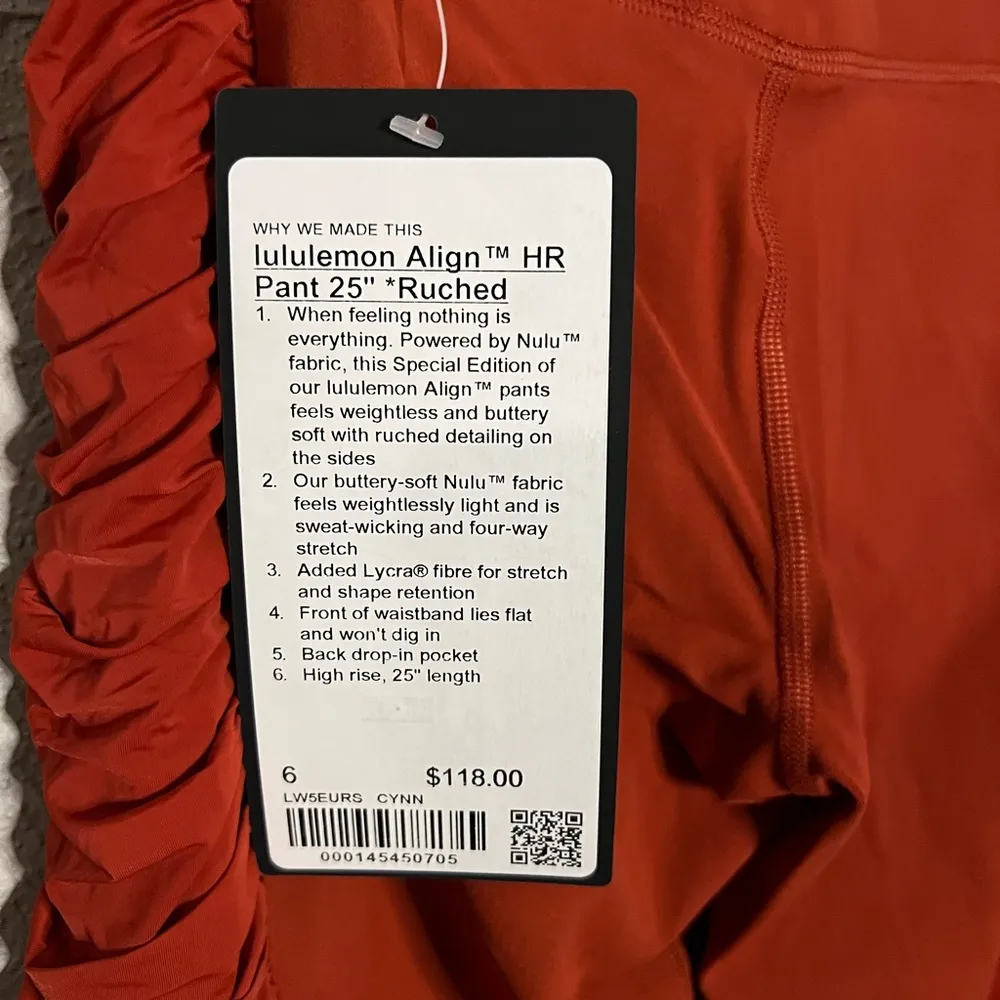 WHY WE MADE THIS
lululemon Align™ HR
Pant 25" *Ruched
1. When feeling nothing is
everything. Powered by Nulu™
fabric, this Special Edition of
our lululemon Align™ pants
feels weightless and buttery
soft with ruched detailing on
the sides
2. Our buttery-soft Nulu™ fabric
feels weightlessly light and is
sweat-wicking and four-way
stretch
3. Added Lycra® fibre for stretch
and shape retention
4. Front of waistband lies flat
and won't dig in
5. Back drop-in pocket
6. High rise, 25" length
6 $118.00
LW5EURS CYNN
000145450705